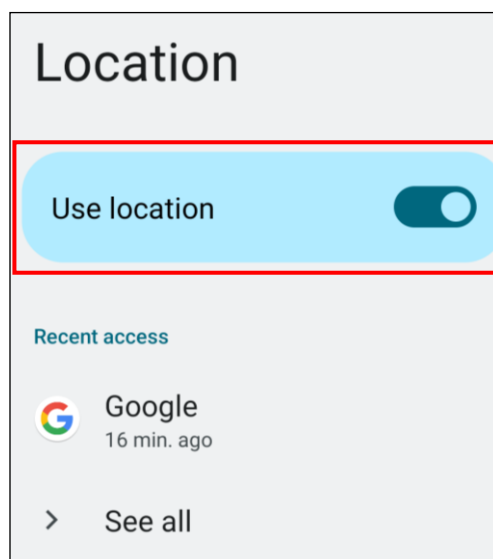 Location
Use location
Recent access
Google
16 min. ago
See all